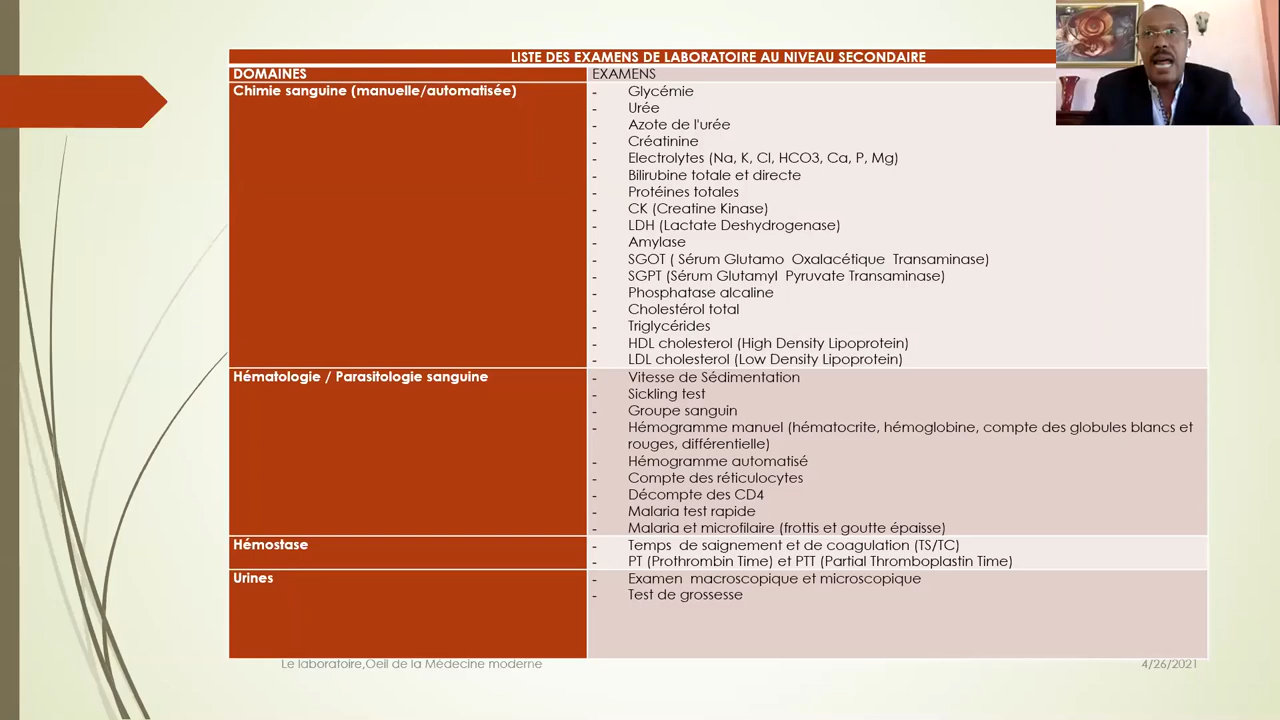 LISTE DES EXAMENS DE LABORATOIRE AU NIVEAU SECONDAIRE
DOMAINES
EXAMENS
Chimie sanguine (manuelle/automatisée)
- Glycémie
- Urée
- Azote de l'urée
- Créatinine
- Electrolytes (Na, K, Cl, HCO3, Ca, P, Mg)
- Bilirubine totale et directe
- Protéines totales
- CK (Creatine Kinase)
- LDH (Lactate Deshydrogenase)
- Amylase
- SGOT ( Sérum Glutamo Oxalacétique Transaminase)
- SGPT (Sérum Glutamyl Pyruvate Transaminase)
- Phosphatase alcaline
- Cholestérol total
- Triglycérides
- HDL cholesterol (High Density Lipoprotein)
- LDL cholesterol (Low Density Lipoprotein)
Hématologie / Parasitologie sanguine
- Vitesse de Sédimentation
- Sickling test
- Groupe sanguin
- Hémogramme manuel (hématocrite, hémoglobine, compte des globules blancs et
rouges, différentielle)
- Hémogramme automatisé
- Compte des réticulocytes
- Décompte des CD4
- Malaria test rapide
- Malaria et microfilaire (frottis et goutte épaisse)
Hémostase
- Temps de saignement et de coagulation (TS/TC)
- PT (Prothrombin Time) et PTT (Partial Thromboplastin Time)
Urines
- Examen macroscopique et microscopique
- Test de grossesse
Le laboratoire,Oeil de la Médecine moderne
4/26/2021